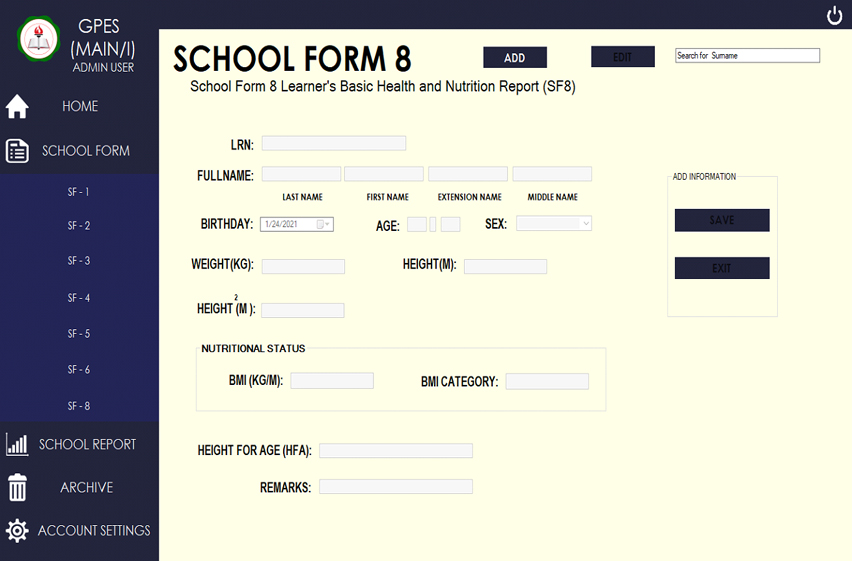 GPES
(MAIN/I)
ADMIN USER
HOME
SCHOOL FORM
SF - 1
SF - 2
SF - 3
SF - 4
SF - 5
SF - 6
SF - 8
SCHOOL REPORT
ARCHIVE
ACCOUNT SETTINGS
SCHOOL FORM 8
ADD
EDIT
Search for Surname
School Form 8 Learner's Basic Health and Nutrition Report (SF8)
LRN:
FULLNAME:
LAST NAME FIRST NAME EXTENSION NAME MIDDLE NAME
BIRTHDAY: 1/24/2021 AGE: SEX:
WEIGHT(KG): HEIGHT(M):
HEIGHT²(M ):
NUTRITIONAL STATUS
BMI (KG/M): BMI CATEGORY:
HEIGHT FOR AGE (HFA):
REMARKS:
ADD INFORMATION
SAVE
EXIT